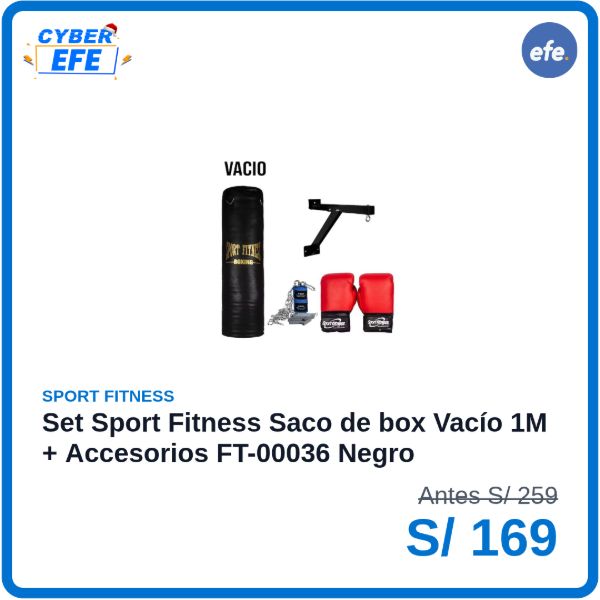 CYBER
EFE
efe.
VACIO
SPORT FITNESS
BOXING
SPORT FITNESS
Set Sport Fitness Saco de box Vacío 1M
+ Accesorios FT-00036 Negro
Antes S/ 259
S/ 169